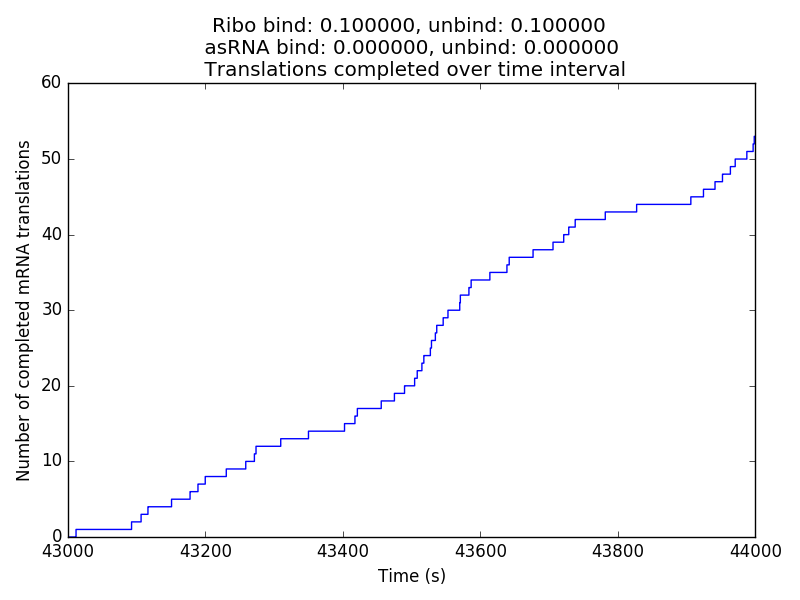 Ribo bind: 0.100000, unbind: 0.100000
asRNA bind: 0.000000, unbind: 0.000000
Translations completed over time interval
60
50
40
30
20
10
0
Number of completed mRNA translations
43000 43200 43400 43600 43800 44000
Time (s)